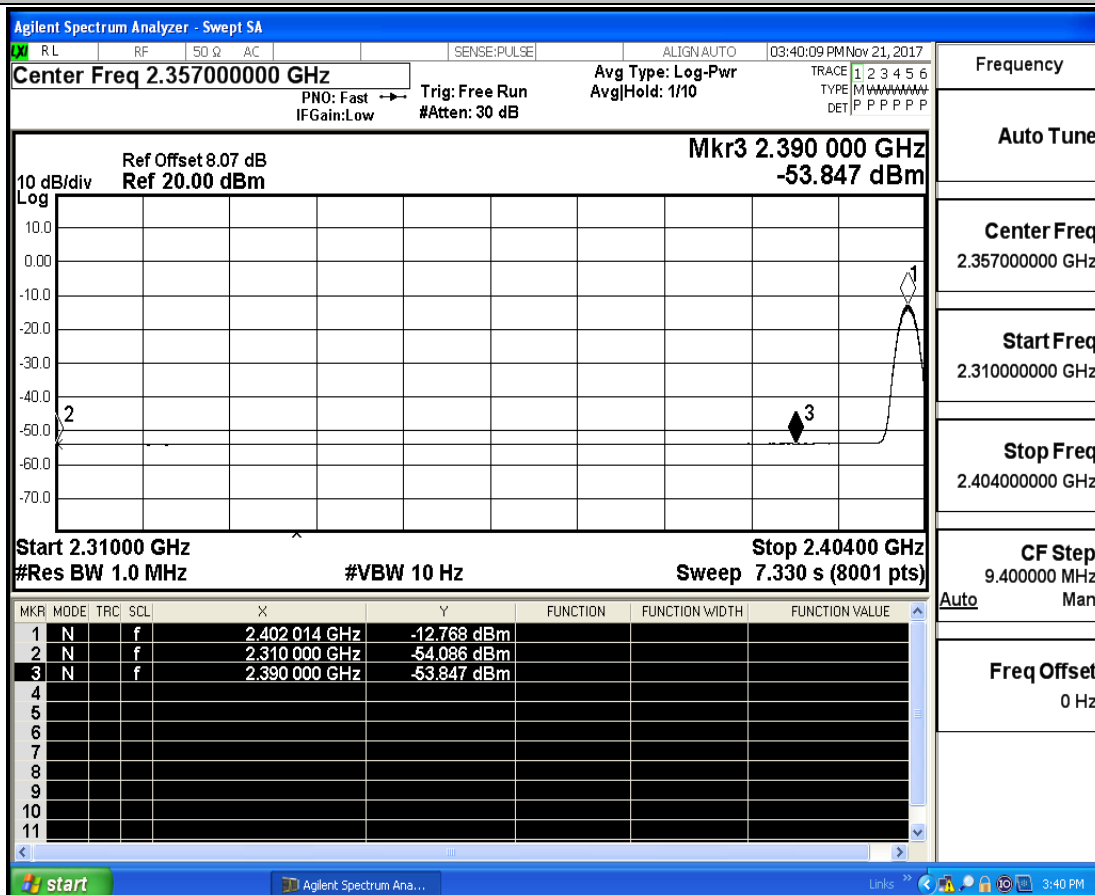 Agilent Spectrum Analyzer - Swept SA
LXI RL RF 50 Ω AC SENSE:PULSE ALIGN AUTO 03:40:09 PM Nov 21, 2017
Center Freq 2.357000000 GHz
PNO: Fast
IFGain:Low
Trig: Free Run
#Atten: 30 dB
Avg Type: Log-Pwr
Avg|Hold: 1/10
TRACE 1 2 3 4 5 6
TYPE M WWWWW
DET P P P P P P
Mkr3 2.390 000 GHz
-53.847 dBm
Ref Offset 8.07 dB
10 dB/div Ref 20.00 dBm
Log
10.0
0.00
-10.0
-20.0
-30.0
-40.0
-50.0
-60.0
-70.0
1
2
3
Start 2.31000 GHz Stop 2.40400 GHz
#Res BW 1.0 MHz #VBW 10 Hz Sweep 7.330 s (8001 pts)
MKR MODE TRC SCL X Y FUNCTION FUNCTION WIDTH FUNCTION VALUE
1 N f 2.402 014 GHz -12.768 dBm
2 N f 2.310 000 GHz -54.086 dBm
3 N f 2.390 000 GHz -53.847 dBm
4
5
6
7
8
9
10
11
Frequency
Auto Tune
Center Freq
2.357000000 GHz
Start Freq
2.310000000 GHz
Stop Freq
2.404000000 GHz
CF Step
9.400000 MHz
Auto Man
Freq Offset
0 Hz
start Agilent Spectrum Ana... Links » 3:40 PM